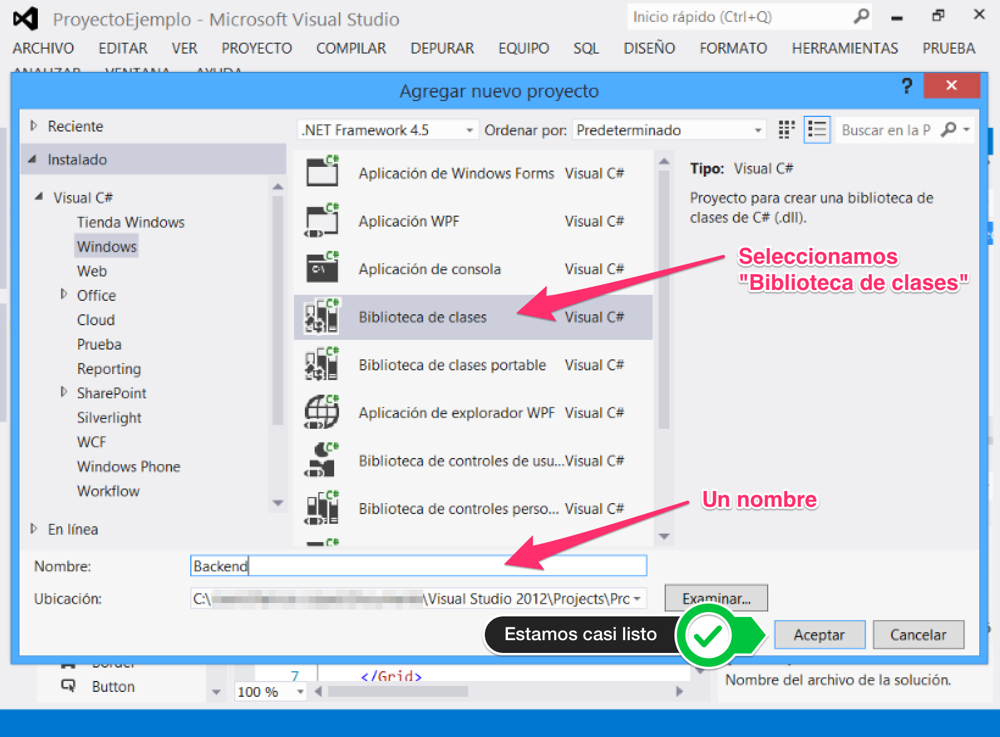 ProyectoEjemplo - Microsoft Visual Studio
Inicio rápido (Ctrl+Q)
ARCHIVO EDITAR VER PROYECTO COMPILAR DEPURAR EQUIPO SQL DISEÑO FORMATO HERRAMIENTAS PRUEBA
ANALIZAR VENTANA AYUDA
Agregar nuevo proyecto
?
Reciente
Instalado
Visual C#
Tienda Windows
Windows
Web
Office
Cloud
Prueba
Reporting
SharePoint
Silverlight
WCF
Windows Phone
Workflow
En línea
.NET Framework 4.5
Ordenar por: Predeterminado
Buscar en la P
Aplicación de Windows Forms Visual C#
Aplicación WPF Visual C#
Aplicación de consola Visual C#
Biblioteca de clases Visual C#
Biblioteca de clases portable Visual C#
Aplicación de explorador WPF Visual C#
Biblioteca de controles de usu... Visual C#
Biblioteca de controles perso... Visual C#
Tipo: Visual C#
Proyecto para crear una biblioteca de
clases de C# (.dll).
Seleccionamos
"Biblioteca de clases"
Un nombre
Nombre: Backend
Ubicación: C:\ \Visual Studio 2012\Projects\Prc
Examinar...
Estamos casi listo
Aceptar
Cancelar
Border
Button
7 </Grid>
100 %
Nombre del archivo de la solución.